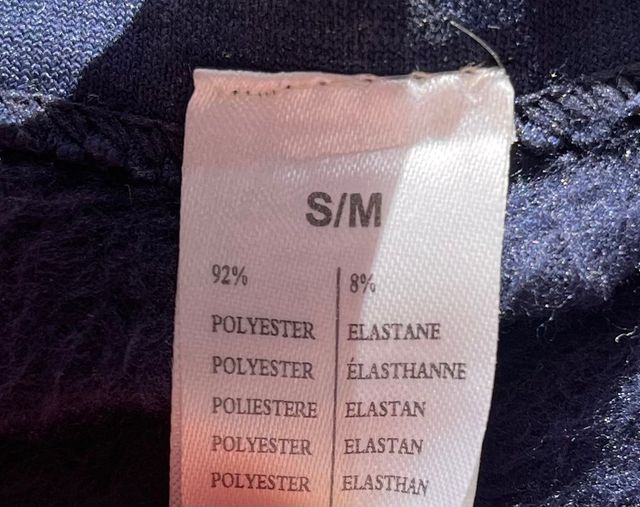 S/M
92% 8%
POLYESTER ELASTANE
POLYESTER ÉLASTHANNE
POLIESTERE ELASTAN
POLYESTER ELASTAN
POLYESTER ELASTHAN